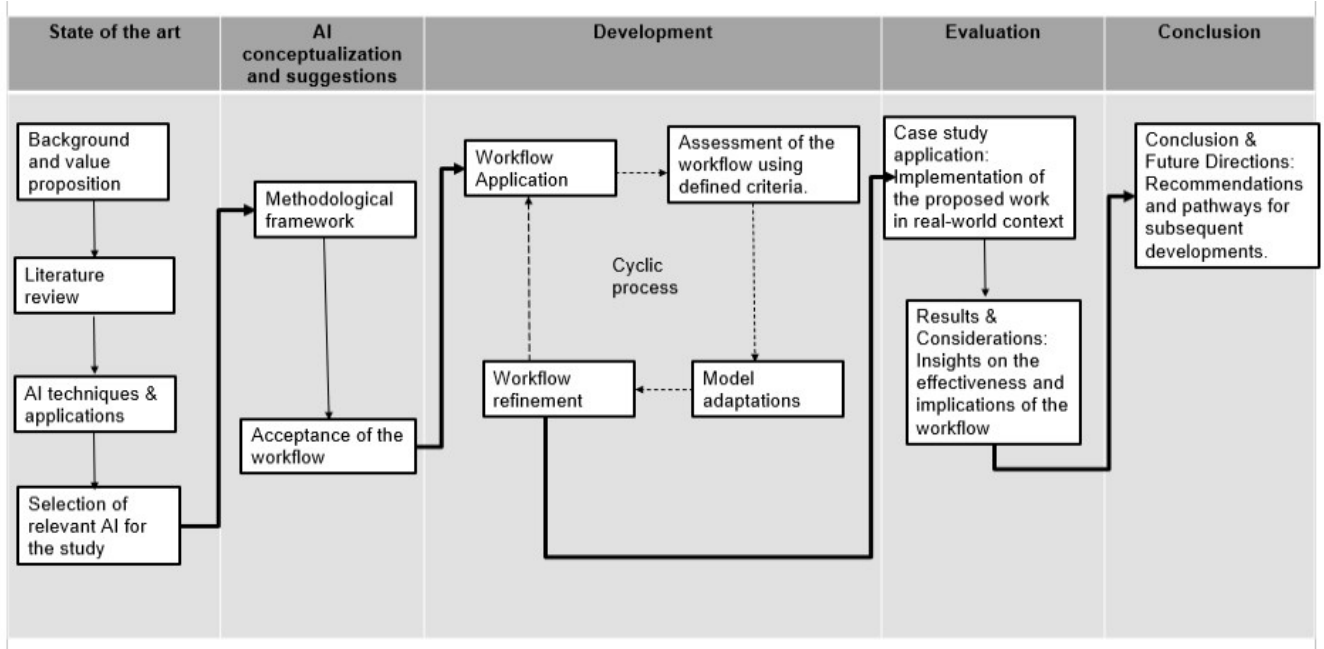 State of the art
AI
conceptualization
and suggestions
Development
Evaluation
Conclusion
Background
and value
proposition
Literature
review
AI techniques &
applications
Selection of
relevant AI for
the study
Methodological
framework
Acceptance of the
workflow
Workflow
Application
Assessment of the
workflow using
defined criteria.
Cyclic
process
Workflow
refinement
Model
adaptations
Case study
application:
Implementation of
the proposed work
in real-world context
Results &
Considerations:
Insights on the
effectiveness and
implications of the
workflow
Conclusion &
Future Directions:
Recommendations
and pathways for
subsequent
developments.